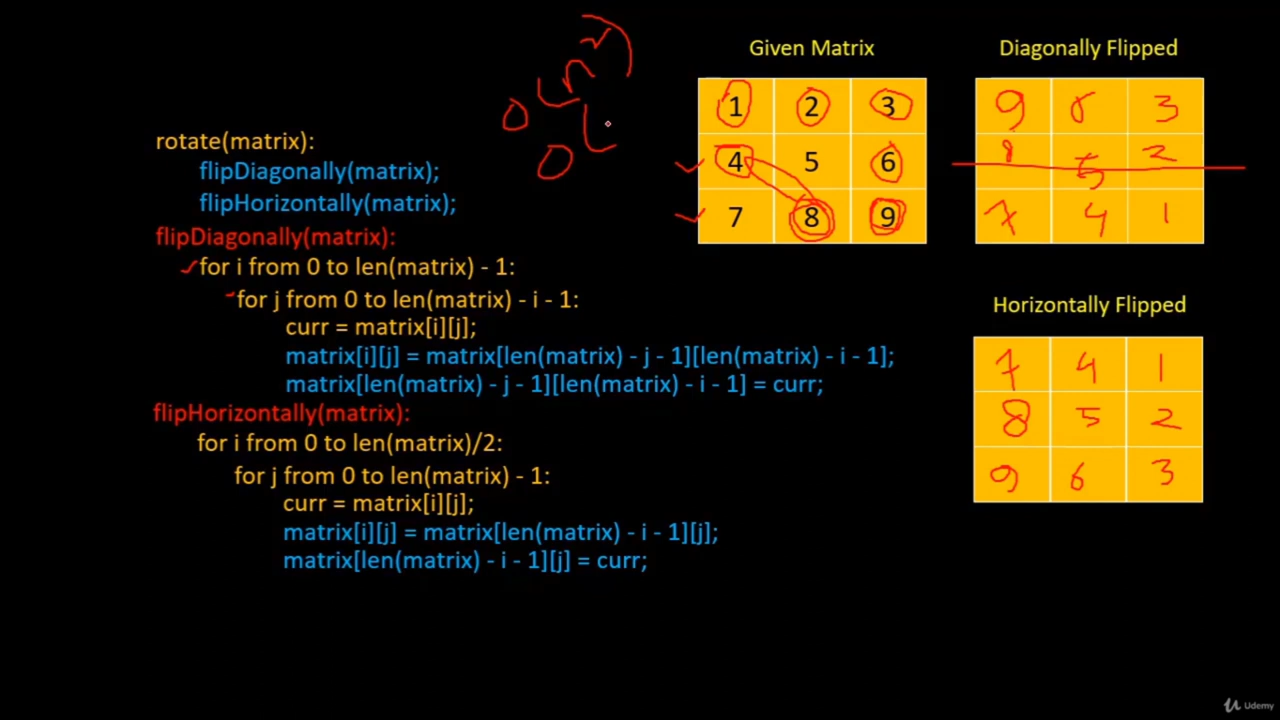 O(n²)
O(
rotate(matrix):
flipDiagonally(matrix);
flipHorizontally(matrix);
flipDiagonally(matrix):
for i from 0 to len(matrix) - 1:
for j from 0 to len(matrix) - i - 1:
curr = matrix[i][j];
matrix[i][j] = matrix[len(matrix) - j - 1][len(matrix) - i - 1];
matrix[len(matrix) - j - 1][len(matrix) - i - 1] = curr;
flipHorizontally(matrix):
for i from 0 to len(matrix)/2:
for j from 0 to len(matrix) - 1:
curr = matrix[i][j];
matrix[i][j] = matrix[len(matrix) - i - 1][j];
matrix[len(matrix) - i - 1][j] = curr;
Given Matrix
1 2 3
4 5 6
7 8 9
Diagonally Flipped
9 6 3
8 5 2
7 4 1
Horizontally Flipped
7 4 1
8 5 2
9 6 3
Udemy